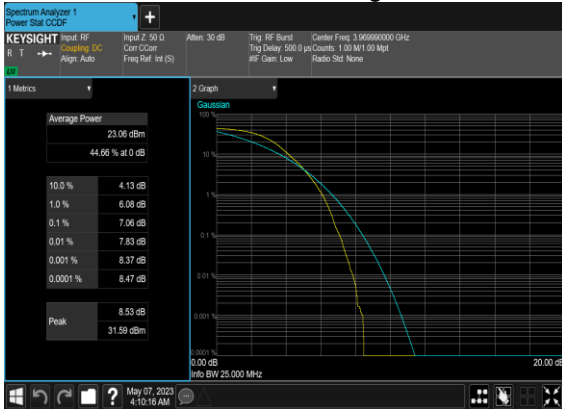 Spectrum Analyzer 1
Power Stat CCDF
+
KEYSIGHT Input: RF Input Z: 50 Ω Atten: 30 dB Trig: RF Burst Center Freq: 3.969990000 GHz
R T Coupling: DC Corr CCorr Trig Delay: 500.0 µs Counts: 1.00 M/1.00 Mpt
Align: Auto Freq Ref: Int (S) #IF Gain: Low Radio Std: None
1 Metrics
2 Graph
Average Power
23.06 dBm
44.66 % at 0 dB
10.0 % 4.13 dB
1.0 % 6.08 dB
0.1 % 7.06 dB
0.01 % 7.83 dB
0.001 % 8.37 dB
0.0001 % 8.47 dB
Peak 8.53 dB
31.59 dBm
Gaussian
100 %
10 %
1 %
0.1 %
0.01 %
0.001 %
0.0001 %
0.00 dB 20.00 dB
Info BW 25.000 MHz
?
May 07, 2023
4:10:16 AM